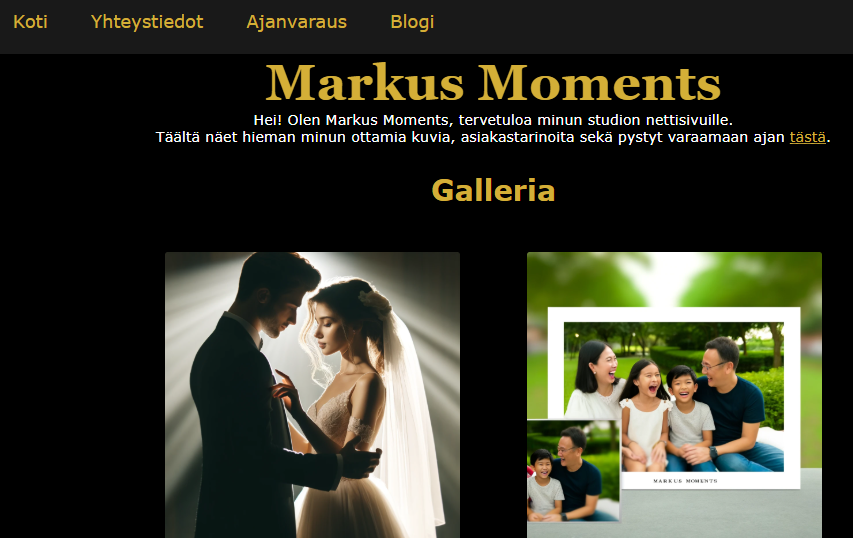 Koti Yhteystiedot Ajanvaraus Blogi
Markus Moments
Hei! Olen Markus Moments, tervetuloa minun studion nettisivuille.
Täältä näet hieman minun ottamia kuvia, asiakastarinoita sekä pystyt varaamaan ajan tästä.
Galleria
MARKUS MOMENTS